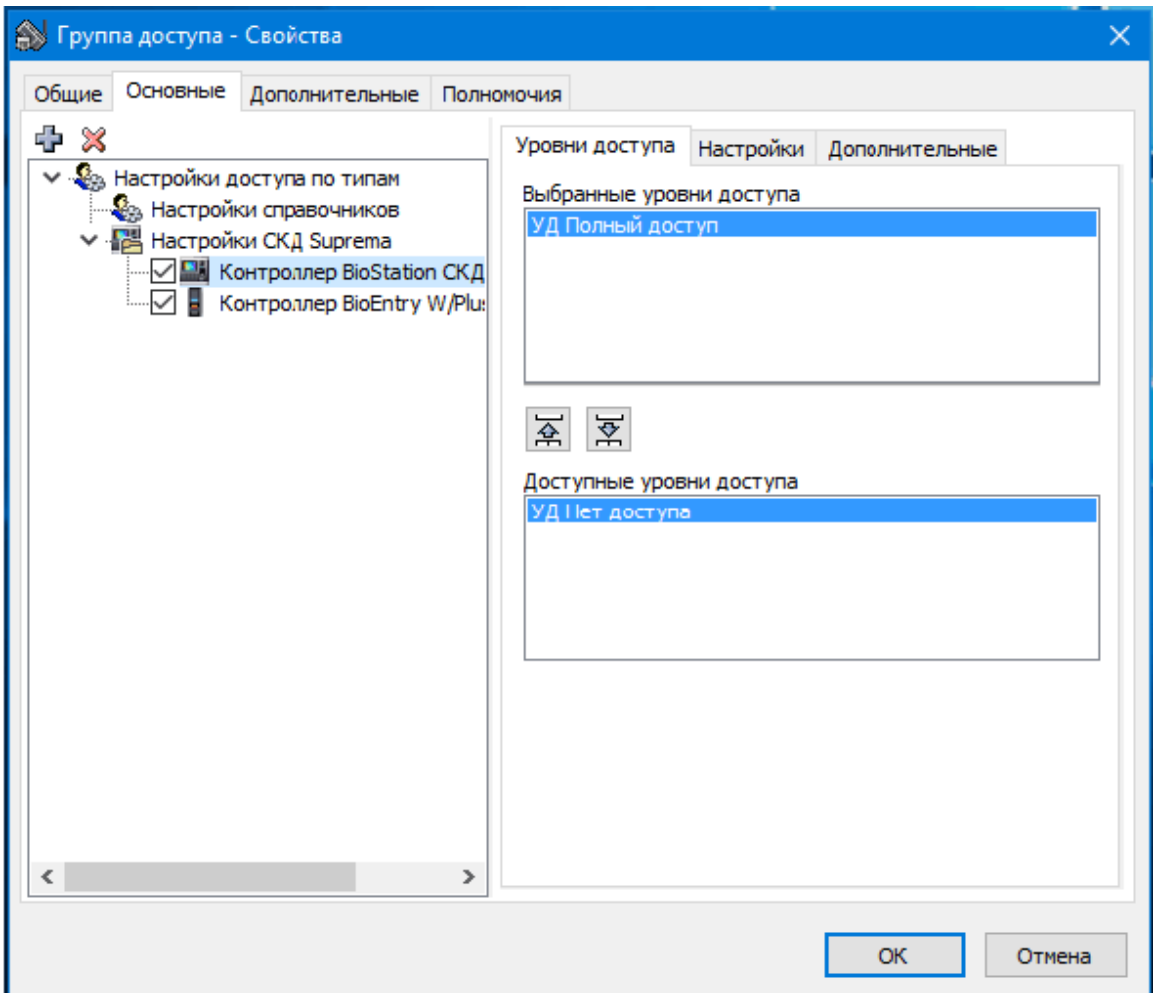 Группа доступа - Свойства
Общие Основные Дополнительные Полномочия
Настройки доступа по типам
Настройки справочников
Настройки СКД Suprema
Контроллер BioStation СКД
Контроллер BioEntry W/Plus
Уровни доступа Настройки Дополнительные
Выбранные уровни доступа
УД Полный доступ
Доступные уровни доступа
УД Нет доступа
ОК Отмена